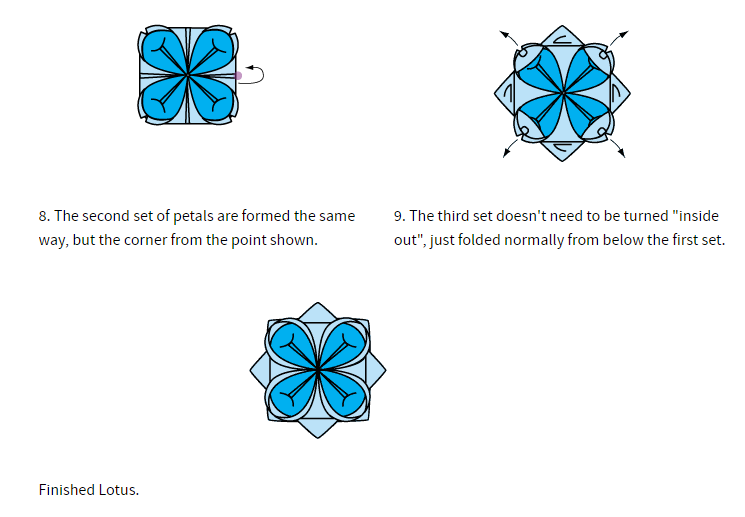 8. The second set of petals are formed the same
way, but the corner from the point shown.
9. The third set doesn't need to be turned "inside
out", just folded normally from below the first set.
Finished Lotus.